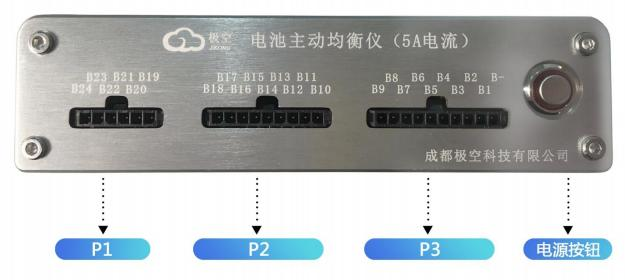 极空
JIKONG
电池主动均衡仪（5A电流）
B23 B21 B19
B24 B22 B20
B17 B15 B13 B11
B18 B16 B14 B12 B10
B8 B6 B4 B2 B-
B9 B7 B5 B3 B1
成都极空科技有限公司
P1
P2
P3
电源按钮